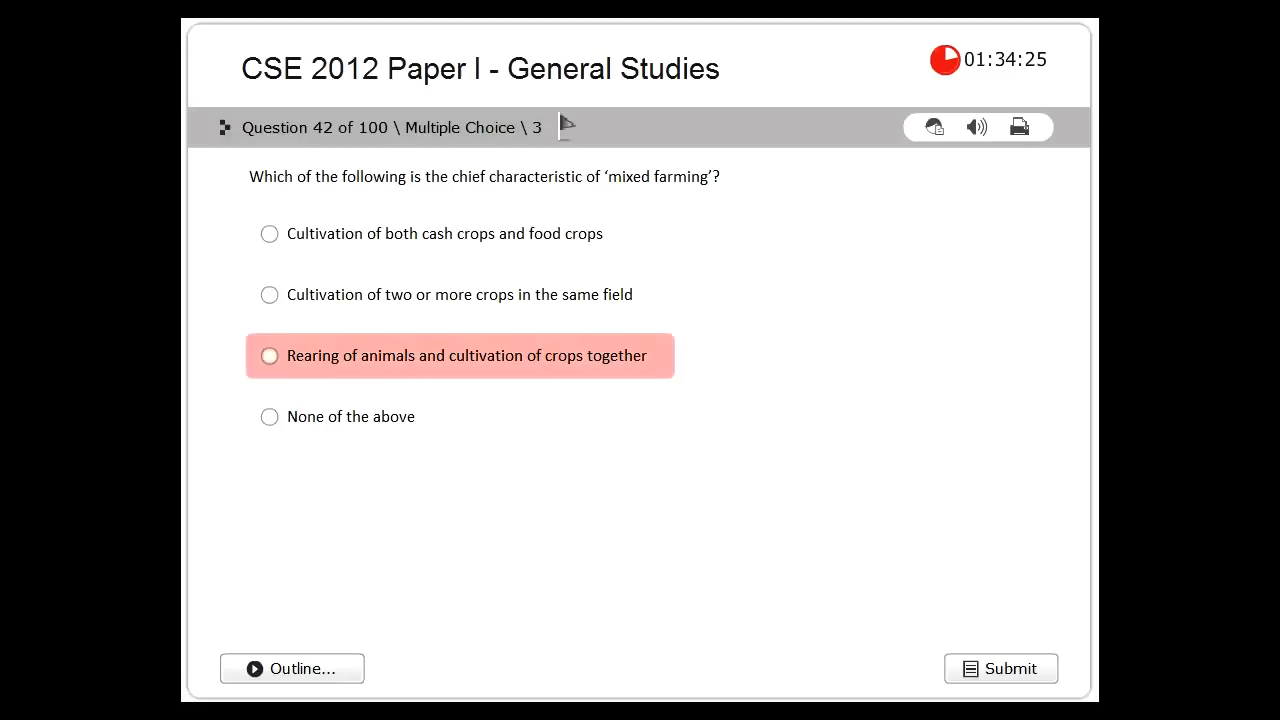 CSE 2012 Paper I - General Studies
01:34:25
Question 42 of 100 \ Multiple Choice \ 3
Which of the following is the chief characteristic of ‘mixed farming’?
Cultivation of both cash crops and food crops
Cultivation of two or more crops in the same field
Rearing of animals and cultivation of crops together
None of the above
Outline...
Submit